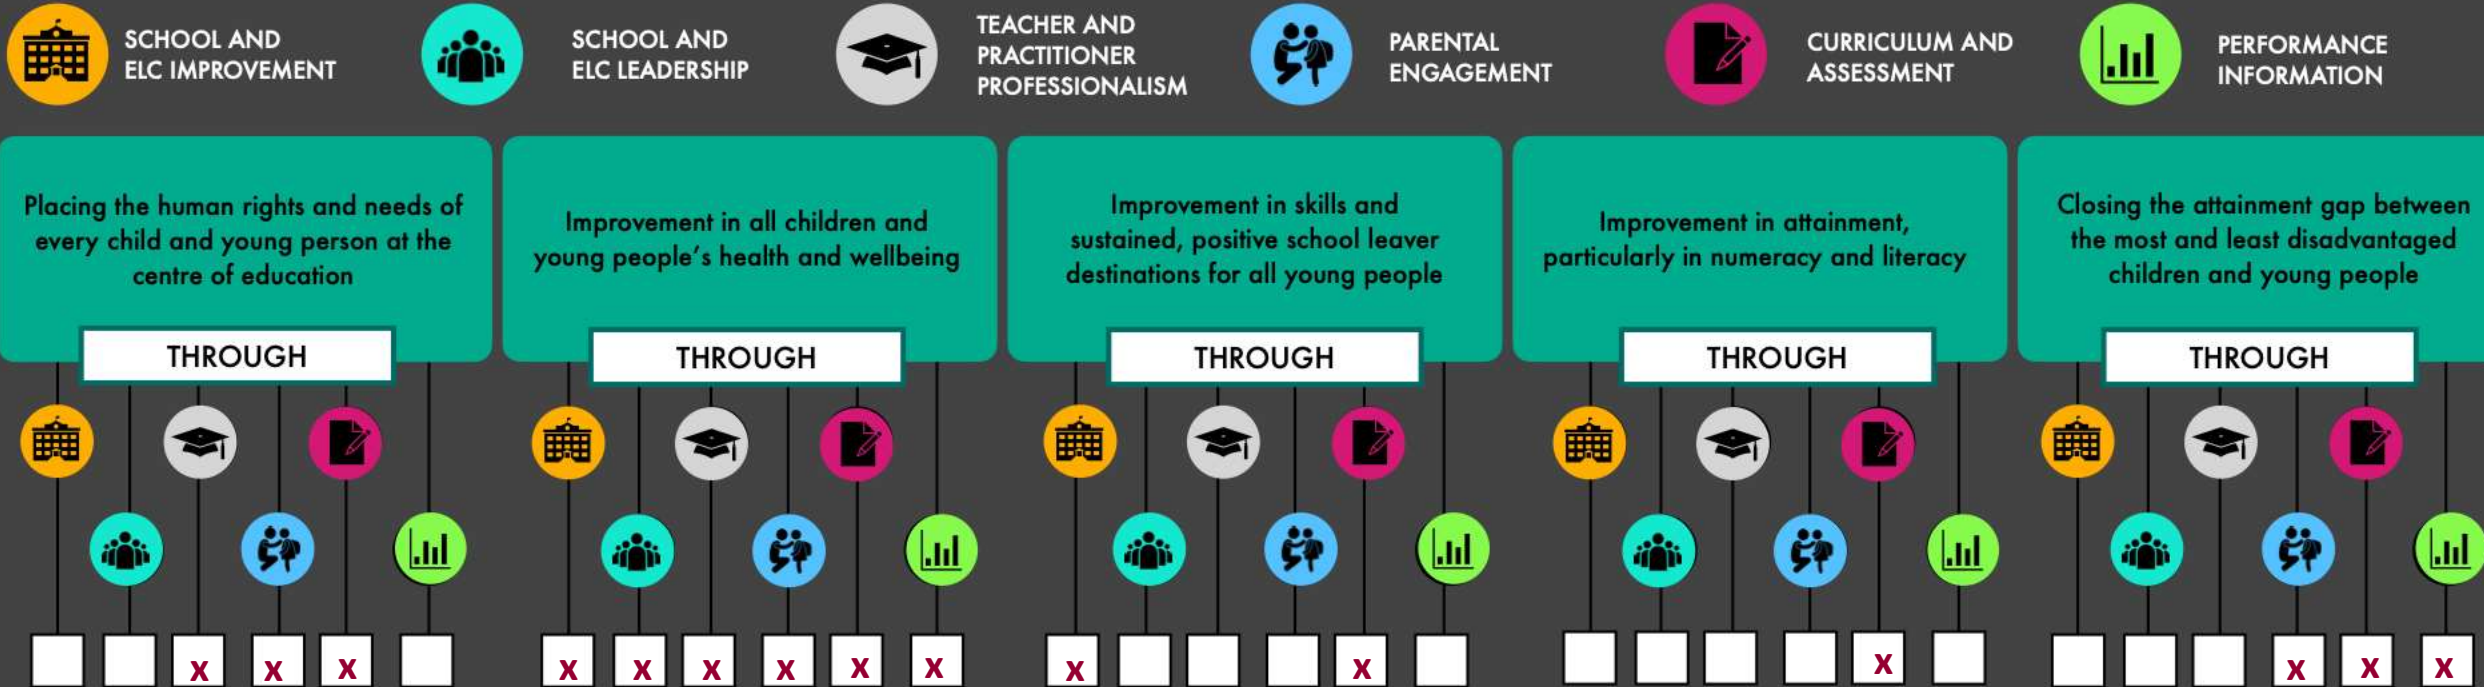 SCHOOL AND
ELC IMPROVEMENT
SCHOOL AND
ELC LEADERSHIP
TEACHER AND
PRACTITIONER
PROFESSIONALISM
PARENTAL
ENGAGEMENT
CURRICULUM AND
ASSESSMENT
PERFORMANCE
INFORMATION
Placing the human rights and needs of
every child and young person at the
centre of education
THROUGH
x x x
Improvement in all children and
young people's health and wellbeing
THROUGH
x x x x x x
Improvement in skills and
sustained, positive school leaver
destinations for all young people
THROUGH
x x
Improvement in attainment,
particularly in numeracy and literacy
THROUGH
x
Closing the attainment gap between
the most and least disadvantaged
children and young people
THROUGH
x x x